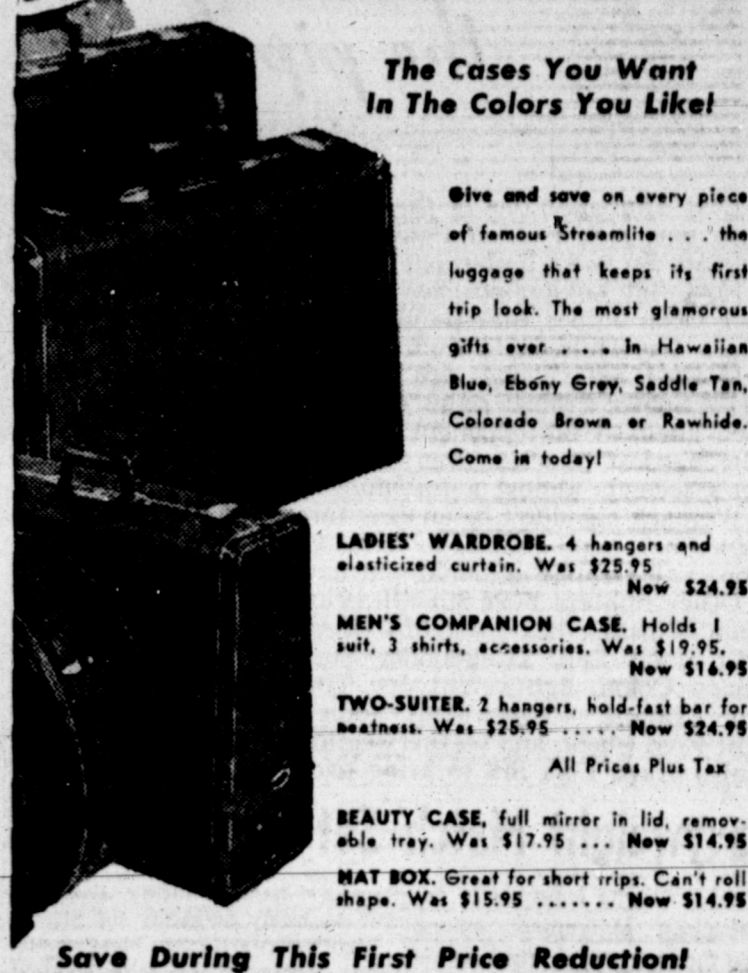 The Cases You Want
In The Colors You Like!
Give and save on every piece
of famous Streamlite . . . the
luggage that keeps its first
trip look. The most glamorous
gifts ever . . . in Hawaiian
Blue, Ebony Grey, Saddle Tan,
Colorado Brown or Rawhide.
Come in today!
LADIES' WARDROBE. 4 hangers and
elasticized curtain. Was $25.95
Now $24.95
MEN'S COMPANION CASE. Holds 1
suit, 3 shirts, accessories. Was $19.95.
Now $16.95
TWO-SUITER. 2 hangers, hold-fast bar for
neatness. Was $25.95 ..... Now $24.95
All Prices Plus Tax
BEAUTY CASE, full mirror in lid, remov-
able tray. Was $17.95 ... Now $14.95
HAT BOX. Great for short trips. Can't roll
shape. Was $15.95 ....... Now $14.95
Save During This First Price Reduction!